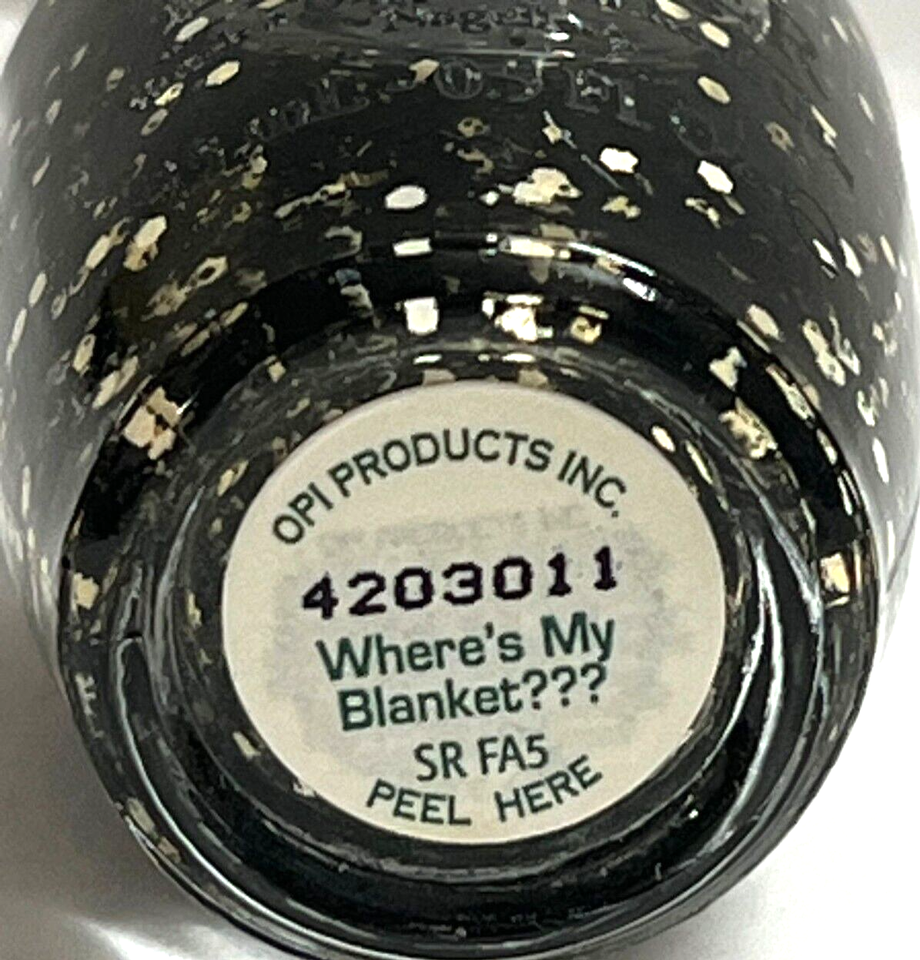 OPI PRODUCTS INC.
4203011
Where's My
Blanket???
SR FA5
PEEL HERE